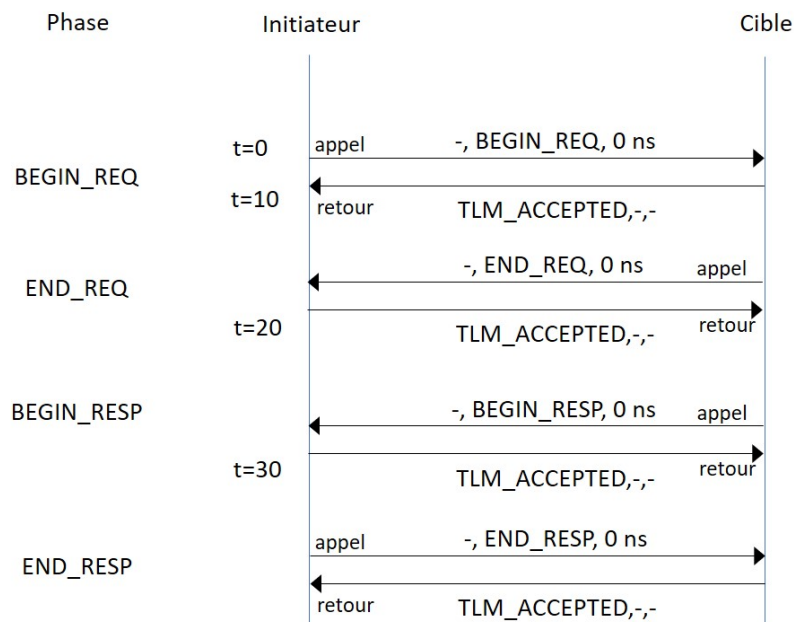 Phase Initiateur Cible
t=0 appel -, BEGIN_REQ, 0 ns
BEGIN_REQ
t=10 retour TLM_ACCEPTED,-,-
-, END_REQ, 0 ns appel
END_REQ
t=20 TLM_ACCEPTED,-,- retour
BEGIN_RESP -, BEGIN_RESP, 0 ns appel
t=30 TLM_ACCEPTED,-,- retour
appel -, END_RESP, 0 ns
END_RESP
retour TLM_ACCEPTED,-,-